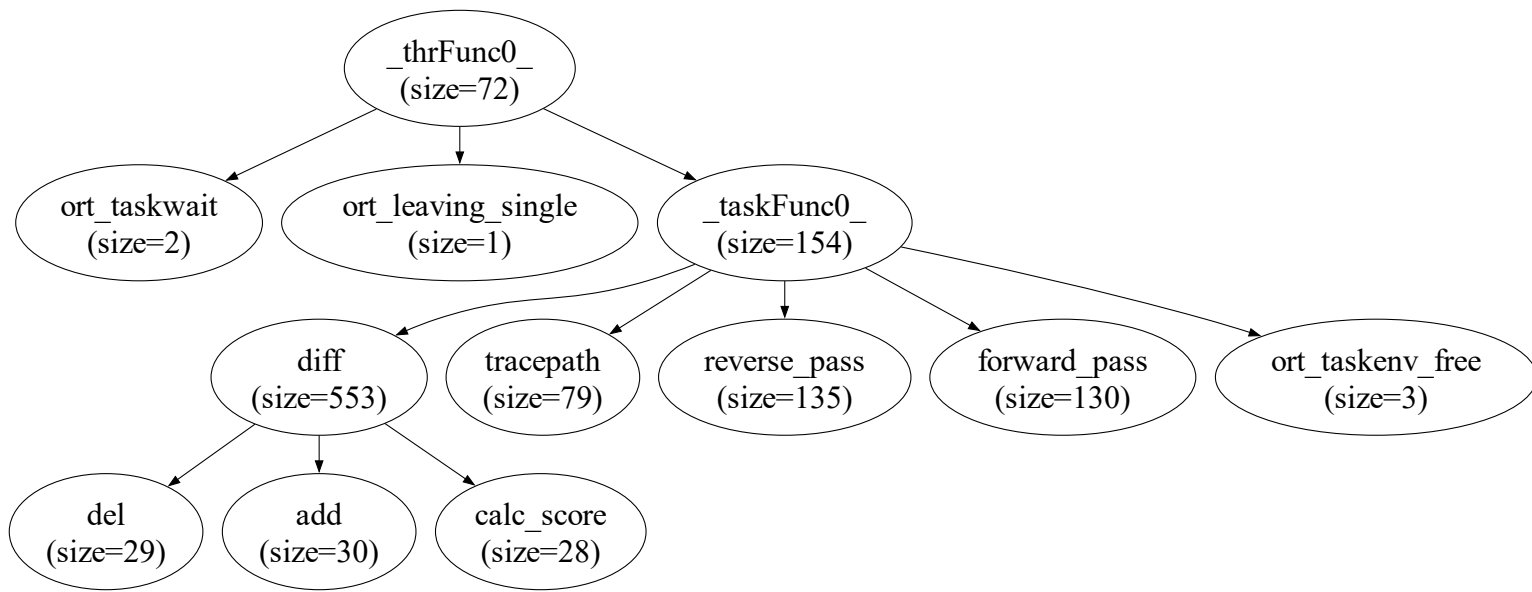 _thrFunc0_
(size=72)
ort_taskwait
(size=2)
ort_leaving_single
(size=1)
_taskFunc0_
(size=154)
diff
(size=553)
tracepath
(size=79)
reverse_pass
(size=135)
forward_pass
(size=130)
ort_taskenv_free
(size=3)
del
(size=29)
add
(size=30)
calc_score
(size=28)